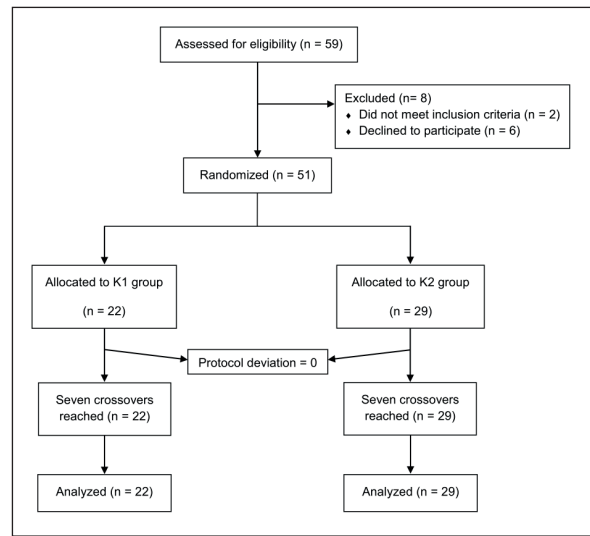 Assessed for eligibility (n = 59)
Excluded (n= 8)
♦ Did not meet inclusion criteria (n = 2)
♦ Declined to participate (n = 6)
Randomized (n = 51)
Allocated to K1 group
(n = 22)
Allocated to K2 group
(n = 29)
Protocol deviation = 0
Seven crossovers
reached (n = 22)
Seven crossovers
reached (n = 29)
Analyzed (n = 22)
Analyzed (n = 29)